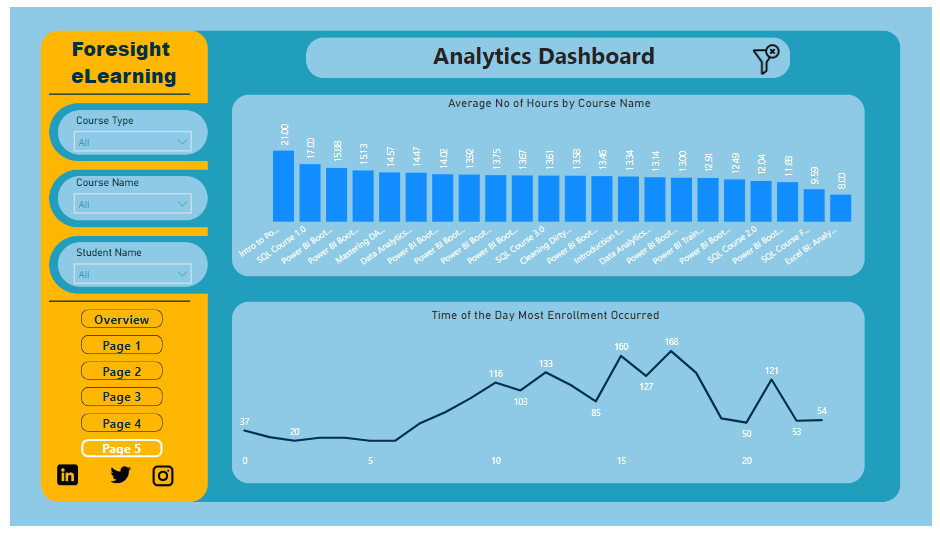 Foresight
eLearning
Course Type
All
Course Name
All
Student Name
All
Overview
Page 1
Page 2
Page 3
Page 4
Page 5
in
Analytics Dashboard
Average No of Hours by Course Name
21.00 17.00 15.88 15.13 14.57 14.47 14.02 13.92 13.75 13.67 13.61 13.58 13.46 13.34 13.14 13.00 12.91 12.49 12.04 11.68 9.59 8.00
Intro to Po...
SQL Course 1.0
Power BI Boot...
Power BI Boot...
Mastering DA...
Data Analytics...
Power BI Boot...
Power BI Boot...
Power BI Boot...
Power BI Boot...
SQL Course 3.0
Cleaning Dirty...
Power BI Boot...
Introduction t...
Data Analytics...
Power BI Boot...
Power BI Train...
Power BI Boot...
SQL Course 2.0
Power BI Boot...
SQL Course F...
Excel BI: Analy...
Time of the Day Most Enrollment Occurred
37 20 116 103 133 85 160 127 168 50 121 53 54
0 5 10 15 20